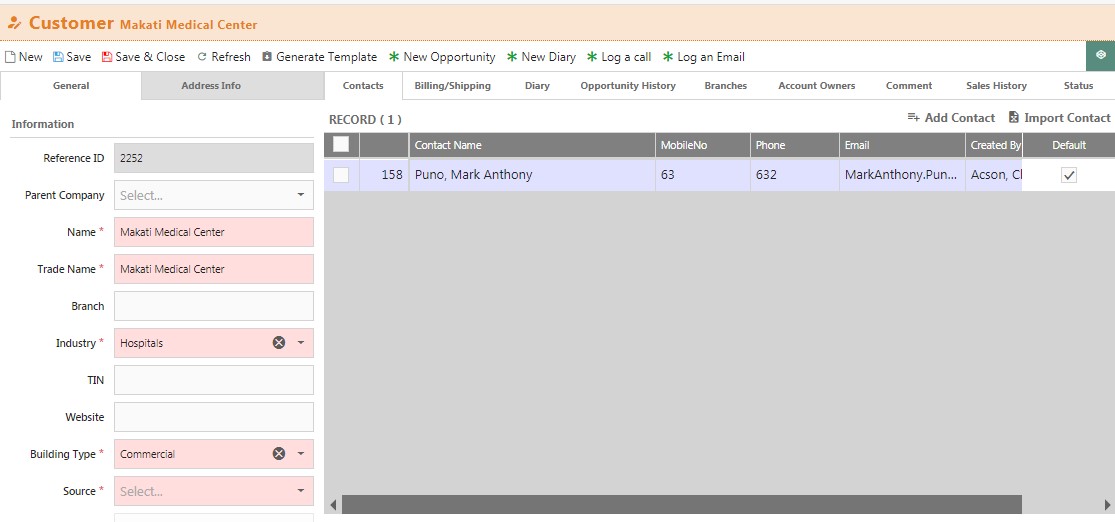 Customer Makati Medical Center
New Save Save & Close Refresh Generate Template New Opportunity New Diary Log a call Log an Email
General Address Info Contacts Billing/Shipping Diary Opportunity History Branches Account Owners Comment Sales History Status
Information
Reference ID 2252
Parent Company Select...
Name * Makati Medical Center
Trade Name * Makati Medical Center
Branch
Industry * Hospitals
TIN
Website
Building Type * Commercial
Source * Select...
RECORD ( 1 ) Add Contact Import Contact
Contact Name MobileNo Phone Email Created By Default
158 Puno, Mark Anthony 63 632 MarkAnthony.Pun... Acson, Cl